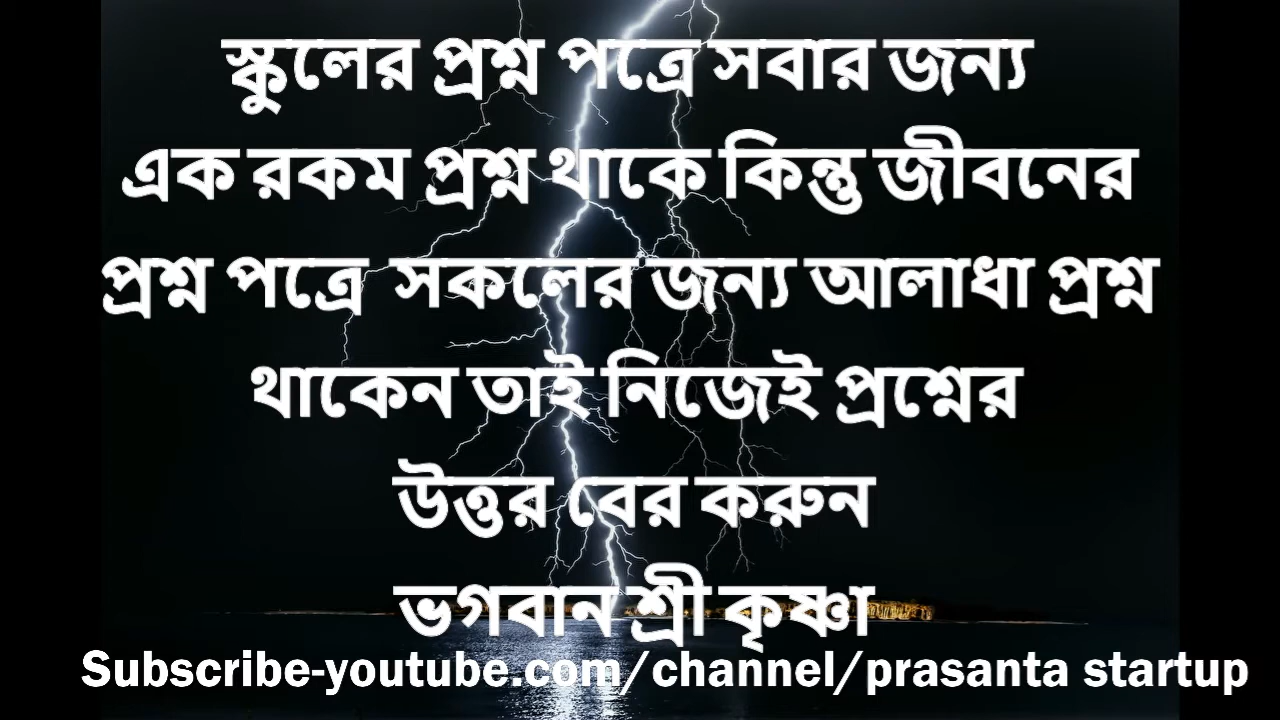 স্কুলের প্রশ্ন পত্রে সবার জন্য
এক রকম প্রশ্ন থাকে কিন্তু জীবনের
প্রশ্ন পত্রে সকলের জন্য আলাধা প্রশ্ন
থাকেন তাই নিজেই প্রশ্নের
উত্তর বের করুন
ভগবান শ্রী কৃষ্ণা
Subscribe-youtube.com/channel/prasanta startup